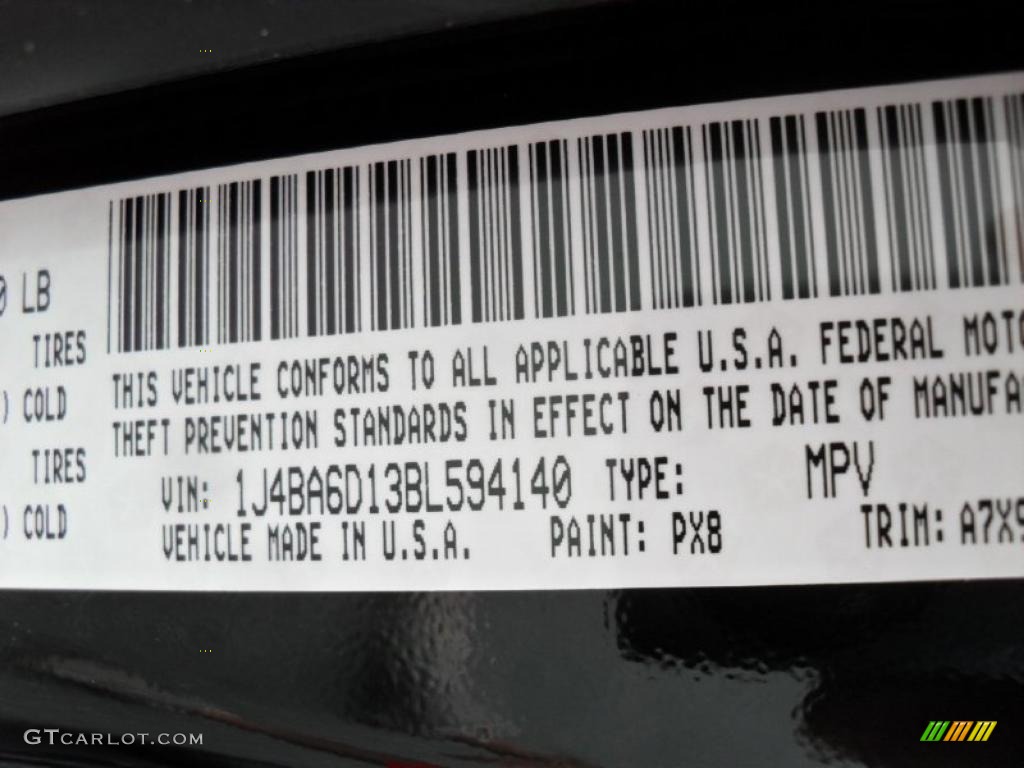 0 LB
TIRES
) COLD
TIRES
) COLD
THIS VEHICLE CONFORMS TO ALL APPLICABLE U.S.A. FEDERAL MOTO
THEFT PREVENTION STANDARDS IN EFFECT ON THE DATE OF MANUFA
VIN: 1J4BA6D13BL594140 TYPE: MPV
VEHICLE MADE IN U.S.A. PAINT: PX8 TRIM: A7X9
GTCARLOT.COM